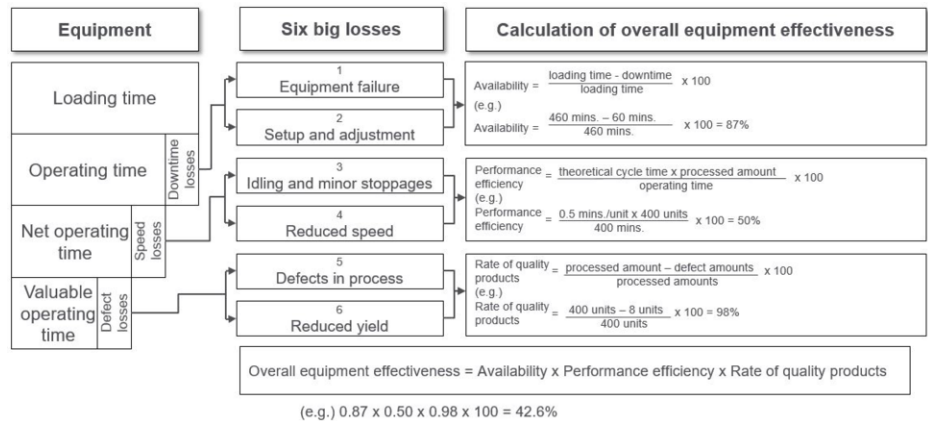 Equipment
Six big losses
Calculation of overall equipment effectiveness
Loading time
Operating time
Downtime
losses
Net operating
time
Speed
losses
Valuable
operating
time
Defect
losses
1
Equipment failure
2
Setup and adjustment
3
Idling and minor stoppages
4
Reduced speed
5
Defects in process
6
Reduced yield
Availability = loading time - downtime / loading time x 100
(e.g.)
Availability = 460 mins. – 60 mins. / 460 mins. x 100 = 87%
Performance
efficiency = theoretical cycle time x processed amount / operating time x 100
(e.g.)
Performance
efficiency = 0.5 mins./unit x 400 units / 400 mins. x 100 = 50%
Rate of quality
products = processed amount – defect amounts / processed amounts x 100
(e.g.)
Rate of quality
products = 400 units – 8 units / 400 units x 100 = 98%
Overall equipment effectiveness = Availability x Performance efficiency x Rate of quality products
(e.g.) 0.87 x 0.50 x 0.98 x 100 = 42.6%